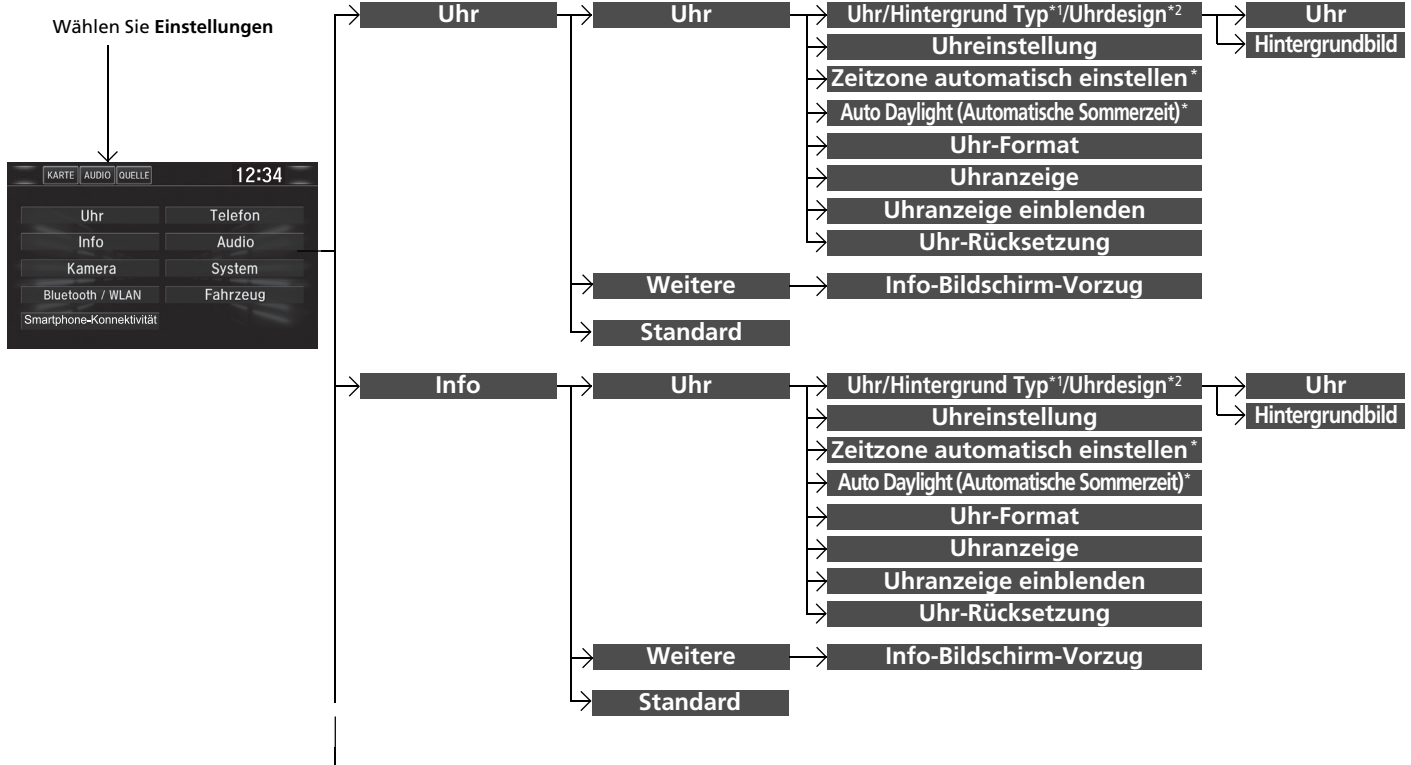 Wählen Sie Einstellungen
KARTE AUDIO QUELLE 12:34
Uhr Telefon
Info Audio
Kamera System
Bluetooth / WLAN Fahrzeug
Smartphone-Konnektivität
Uhr
Uhr
Uhr/Hintergrund Typ*1/Uhrdesign*2
Uhr
Hintergrundbild
Uhreinstellung
Zeitzone automatisch einstellen*
Auto Daylight (Automatische Sommerzeit)*
Uhr-Format
Uhranzeige
Uhranzeige einblenden
Uhr-Rücksetzung
Weitere
Info-Bildschirm-Vorzug
Standard
Info
Uhr
Uhr/Hintergrund Typ*1/Uhrdesign*2
Uhr
Hintergrundbild
Uhreinstellung
Zeitzone automatisch einstellen*
Auto Daylight (Automatische Sommerzeit)*
Uhr-Format
Uhranzeige
Uhranzeige einblenden
Uhr-Rücksetzung
Weitere
Info-Bildschirm-Vorzug
Standard